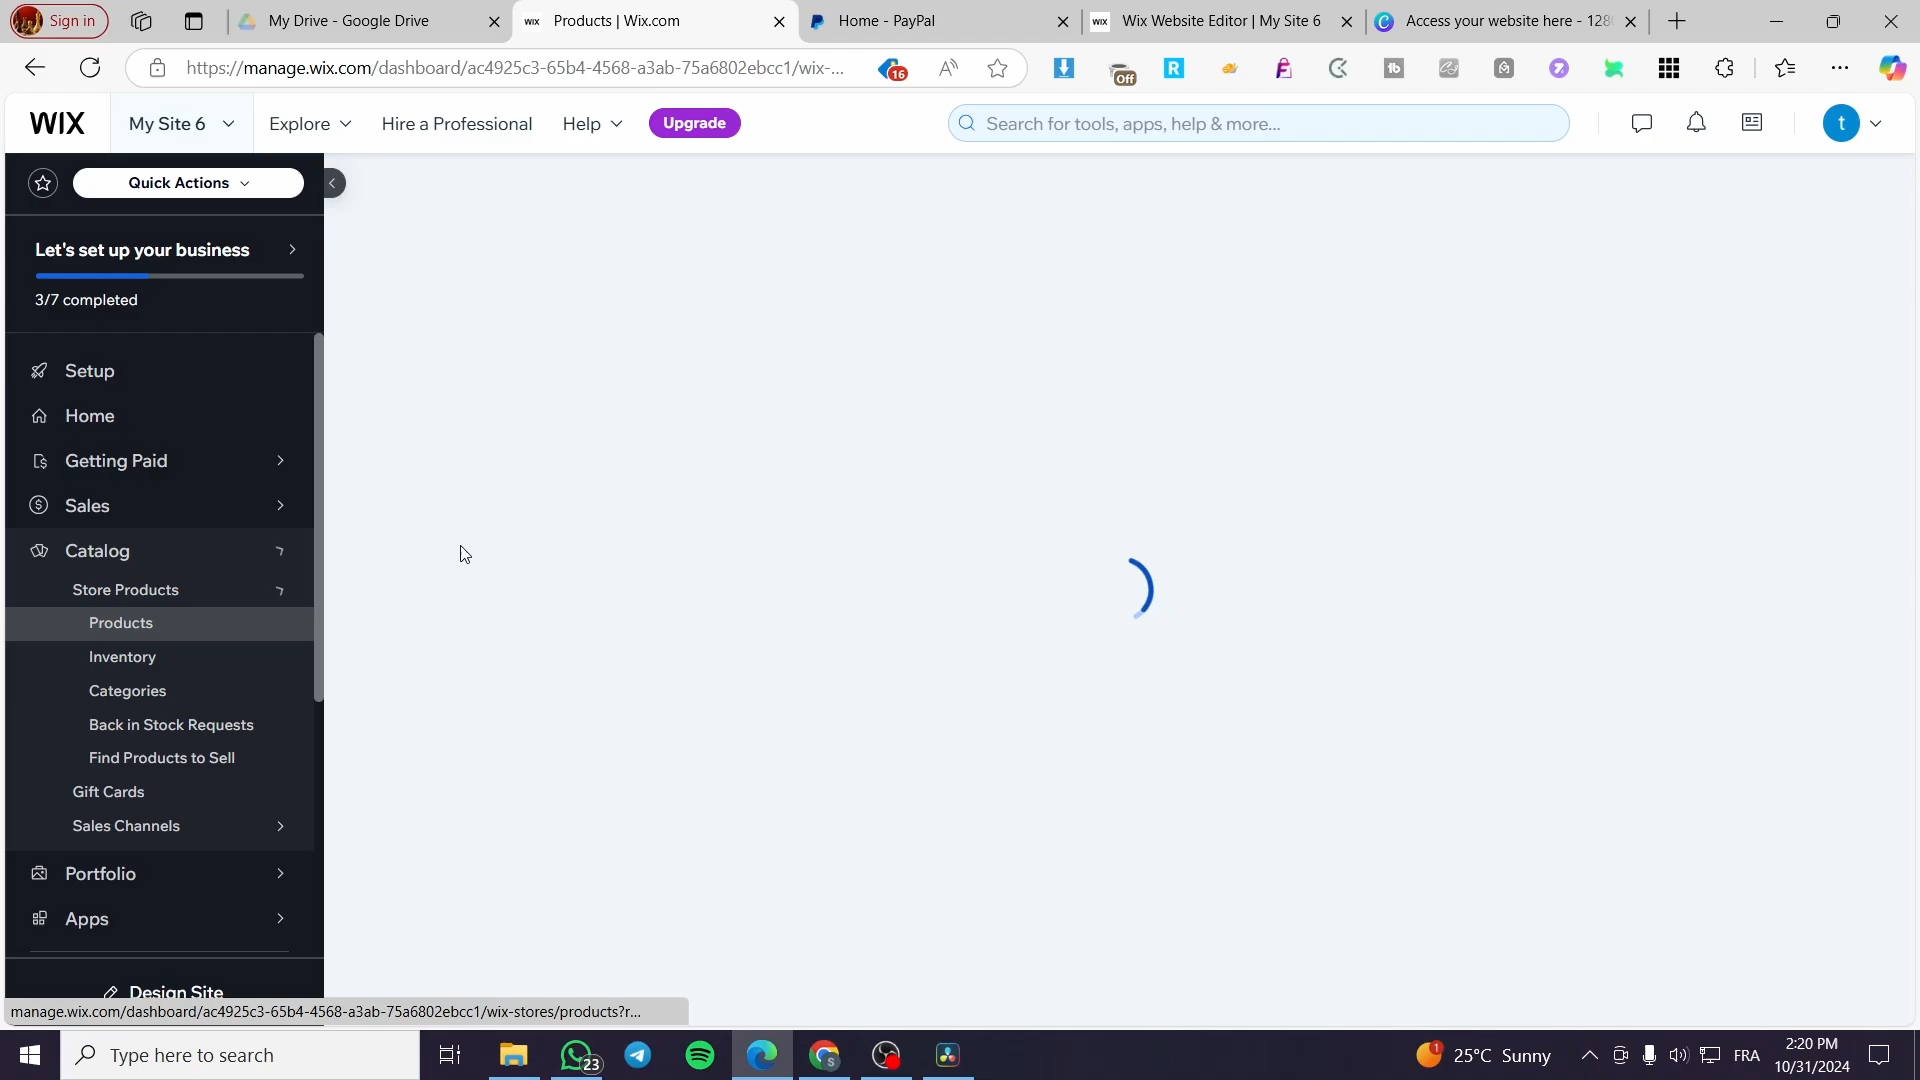 Sign in
My Drive - Google Drive
WIX
Products | Wix.com
Home - PayPal
WIX
Wix Website Editor | My Site 6
Access your website here - 128
https://manage.wix.com/dashboard/ac4925c3-65b4-4568-a3ab-75a6802ebcc1/wix-...
16
A
Off
R
tb
WIX
My Site 6
Explore
Hire a Professional
Help
Upgrade
Search for tools, apps, help & more...
t
Quick Actions
Let's set up your business
3/7 completed
Setup
Home
Getting Paid
Sales
Catalog
Store Products
Products
Inventory
Categories
Back in Stock Requests
Find Products to Sell
Gift Cards
Sales Channels
Portfolio
Apps
Design Site
manage.wix.com/dashboard/ac4925c3-65b4-4568-a3ab-75a6802ebcc1/wix-stores/products?r...
Type here to search
23
1
25°C Sunny
FRA
2:20 PM
10/31/2024